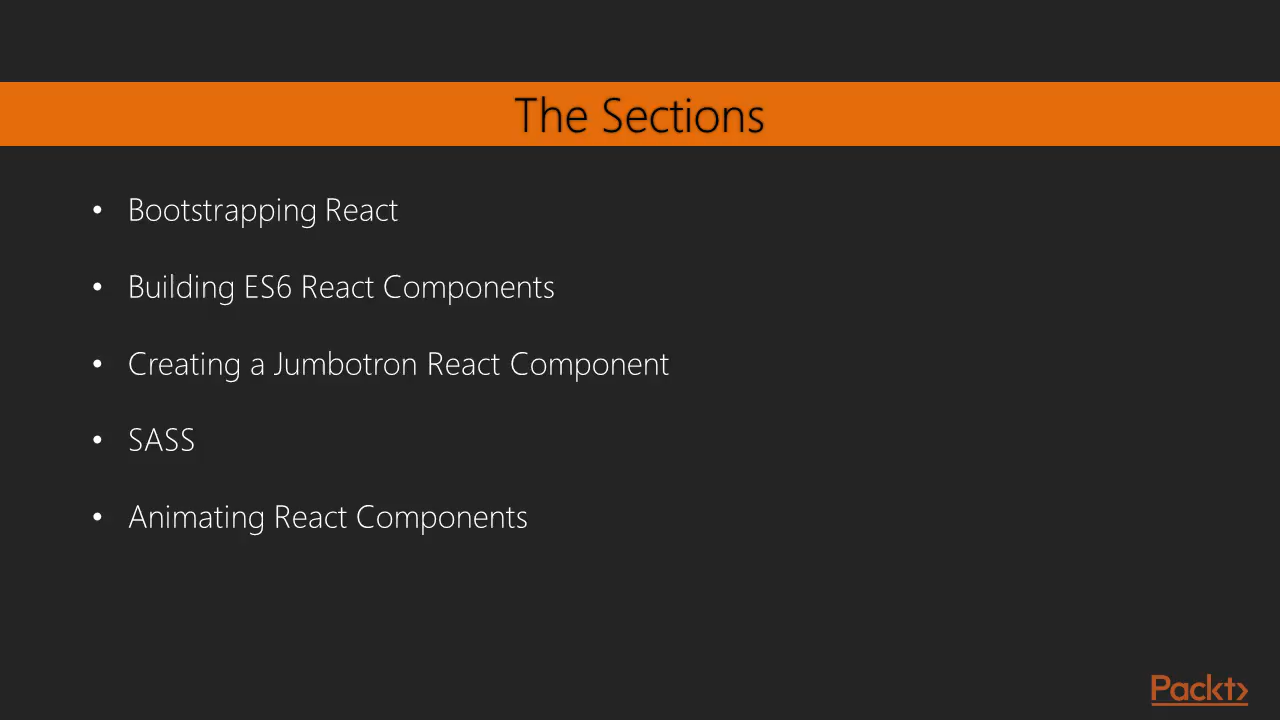 The Sections
• Bootstrapping React
• Building ES6 React Components
• Creating a Jumbotron React Component
• SASS
• Animating React Components
Packt>